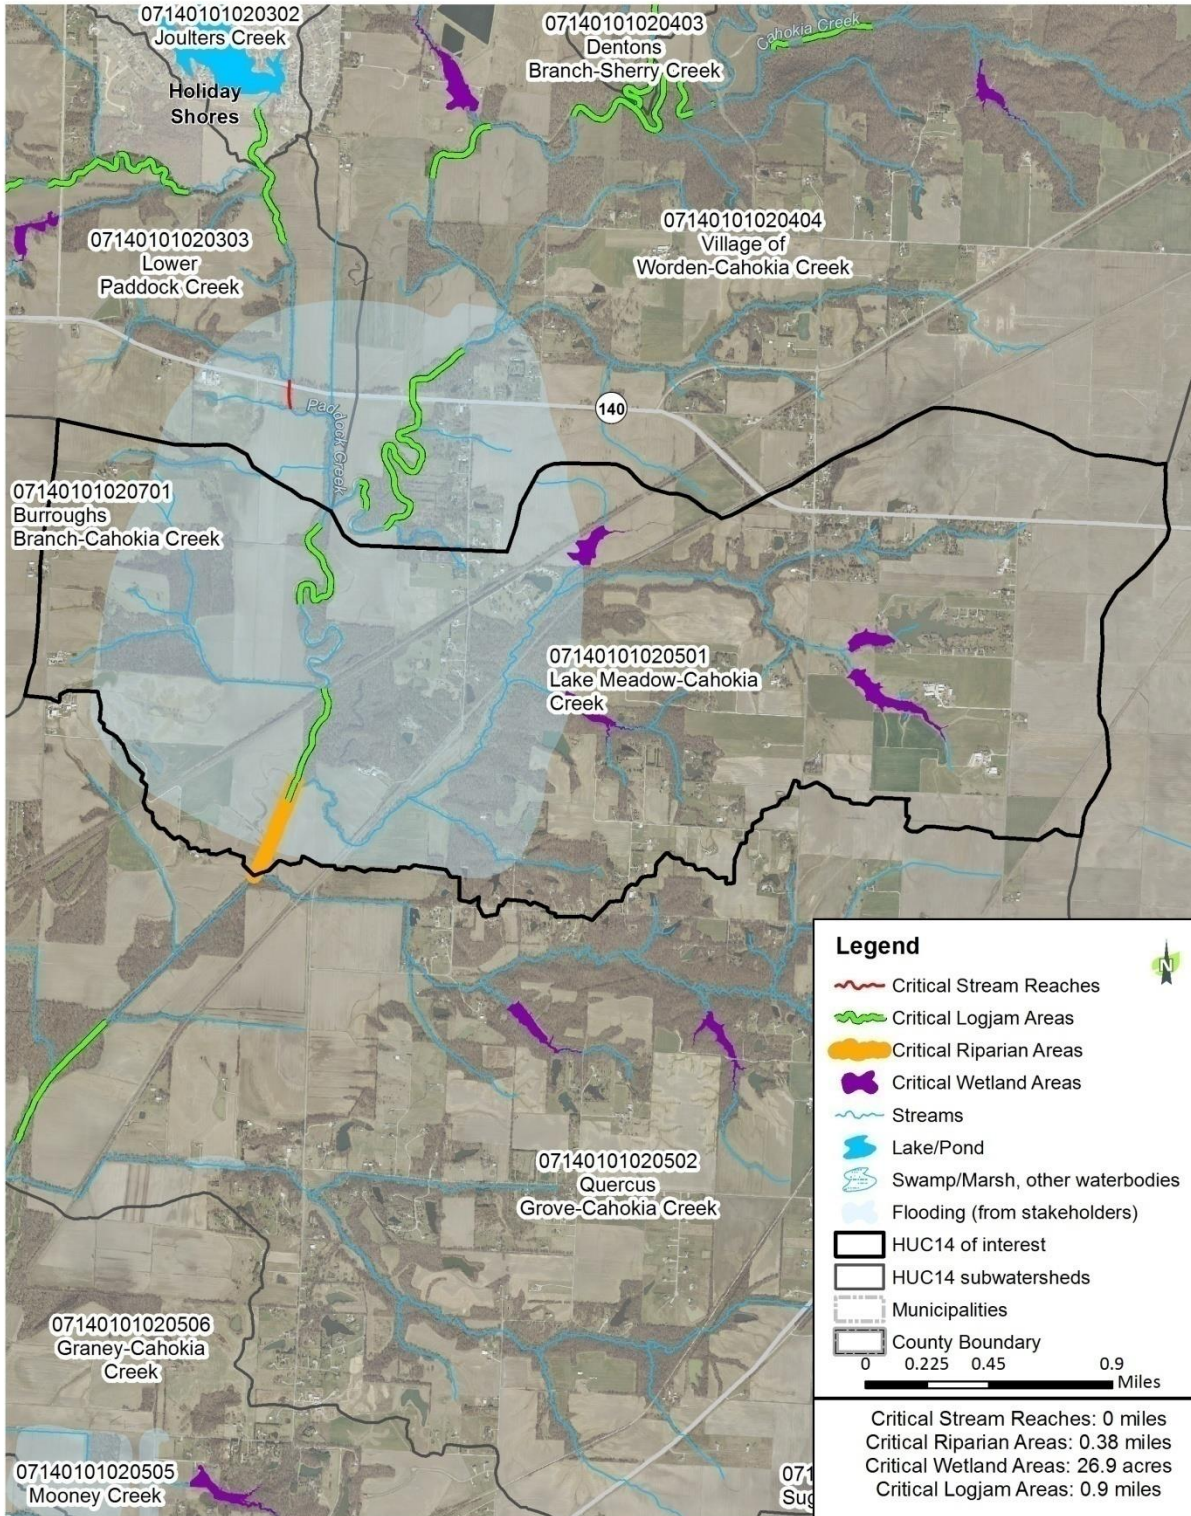 07140101020302
Joulters Creek
Holiday
Shores
07140101020403
Dentons
Branch-Sherry Creek
Cahokia Creek
07140101020303
Lower
Paddock Creek
07140101020404
Village of
Worden-Cahokia Creek
140
Paddock Creek
07140101020701
Burroughs
Branch-Cahokia Creek
07140101020501
Lake Meadow-Cahokia
Creek
07140101020502
Quercus
Grove-Cahokia Creek
07140101020506
Graney-Cahokia
Creek
07140101020505
Mooney Creek
071
Sug
Legend
N
Critical Stream Reaches
Critical Logjam Areas
Critical Riparian Areas
Critical Wetland Areas
Streams
Lake/Pond
Swamp/Marsh, other waterbodies
Flooding (from stakeholders)
HUC14 of interest
HUC14 subwatersheds
Municipalities
County Boundary
0 0.225 0.45 0.9
Miles
Critical Stream Reaches: 0 miles
Critical Riparian Areas: 0.38 miles
Critical Wetland Areas: 26.9 acres
Critical Logjam Areas: 0.9 miles